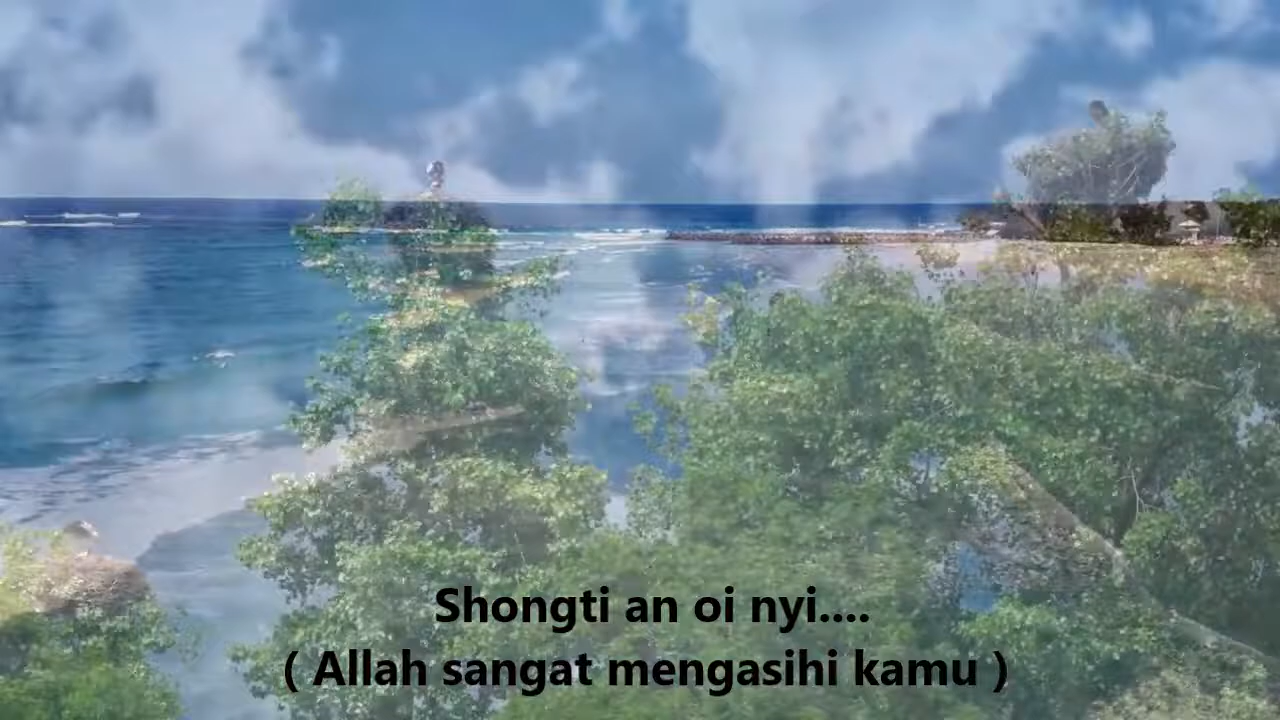 Shongti an oi nyi....
( Allah sangat mengasihi kamu )